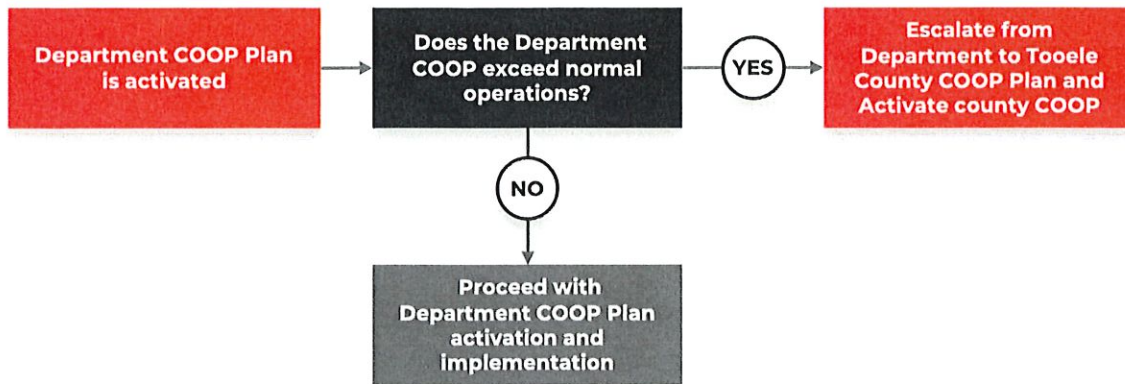 Department COOP Plan
is activated
Does the Department
COOP exceed normal
operations?
YES
Escalate from
Department to Tooele
County COOP Plan and
Activate county COOP
NO
Proceed with
Department COOP Plan
activation and
implementation